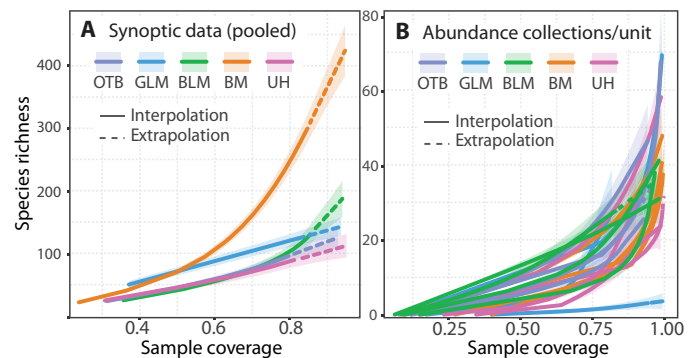 A Synoptic data (pooled)
OTB GLM BLM BM UH
Interpolation
Extrapolation
Species richness
400
300
200
100
0.4 0.6 0.8
Sample coverage
B Abundance collections/unit
OTB GLM BLM BM UH
Interpolation
Extrapolation
80
60
40
20
0
0.25 0.50 0.75 1.00
Sample coverage